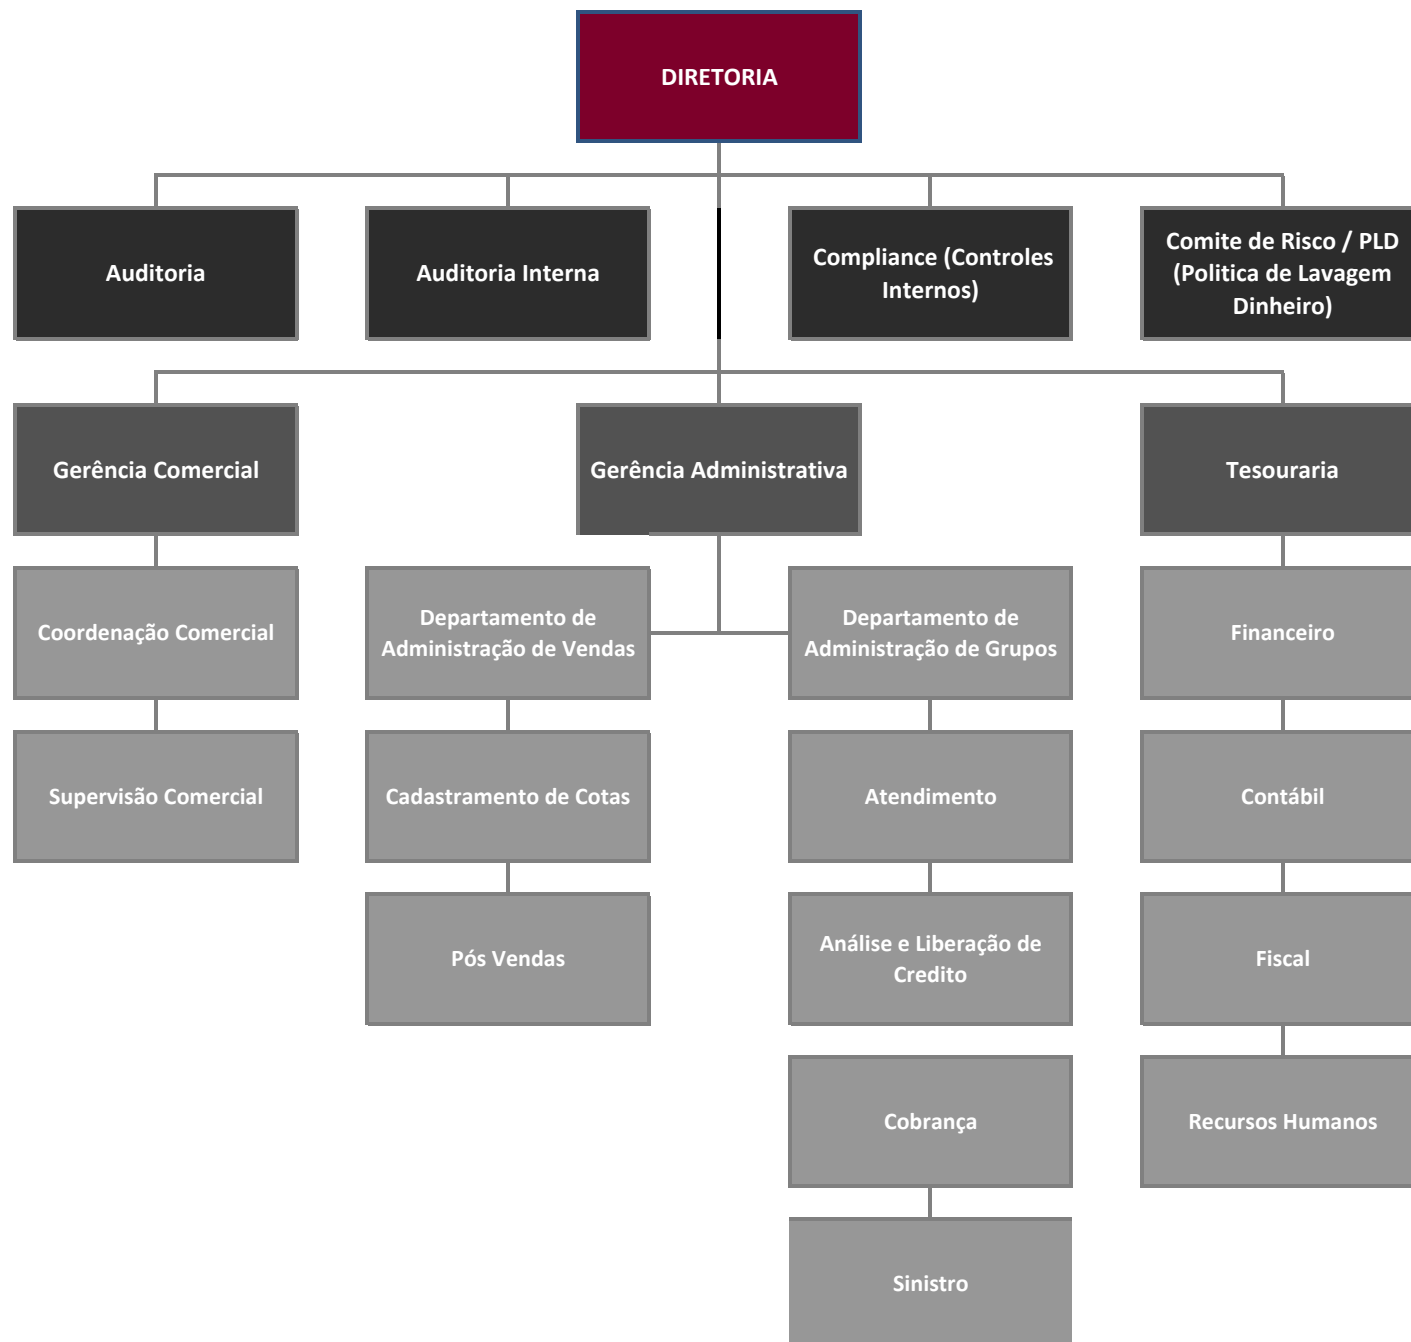 DIRETORIA
Auditoria
Auditoria Interna
Compliance (Controles
Internos)
Comite de Risco / PLD
(Politica de Lavagem
Dinheiro)
Gerência Comercial
Gerência Administrativa
Tesouraria
Coordenação Comercial
Departamento de
Administração de Vendas
Departamento de
Administração de Grupos
Financeiro
Supervisão Comercial
Cadastramento de Cotas
Atendimento
Contábil
Pós Vendas
Análise e Liberação de
Credito
Fiscal
Cobrança
Recursos Humanos
Sinistro